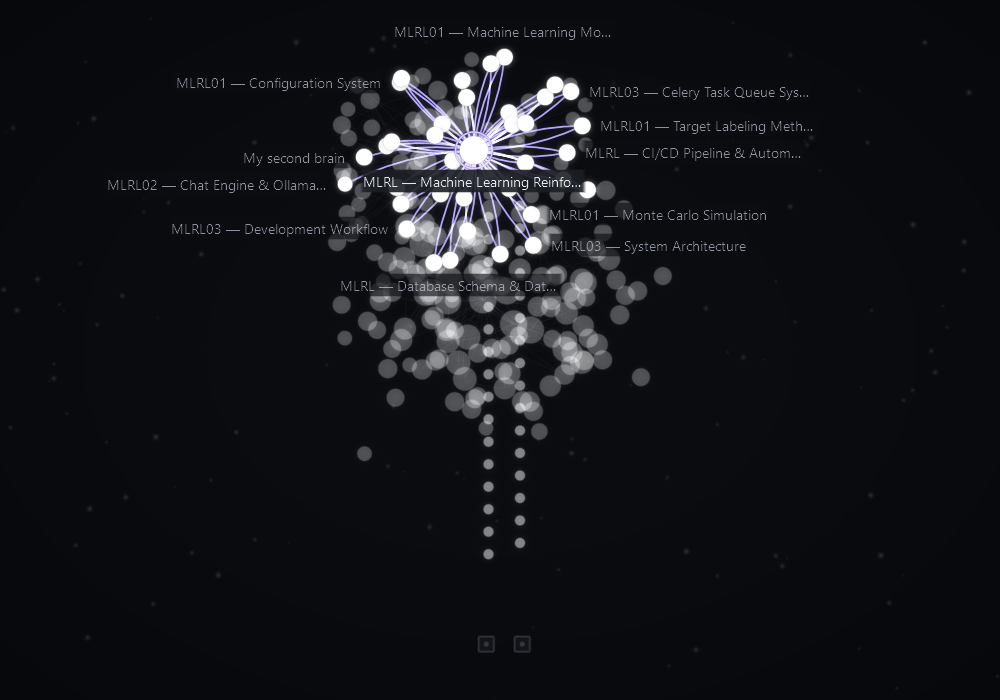 MLRL01 — Machine Learning Mo...
MLRL01 — Configuration System
MLRL03 — Celery Task Queue Sys...
MLRL01 — Target Labeling Meth...
MLRL — CI/CD Pipeline & Autom...
My second brain
MLRL02 — Chat Engine & Ollama...
MLRL — Machine Learning Reinfo...
MLRL01 — Monte Carlo Simulation
MLRL03 — Development Workflow
MLRL03 — System Architecture
MLRL — Database Schema & Dat...